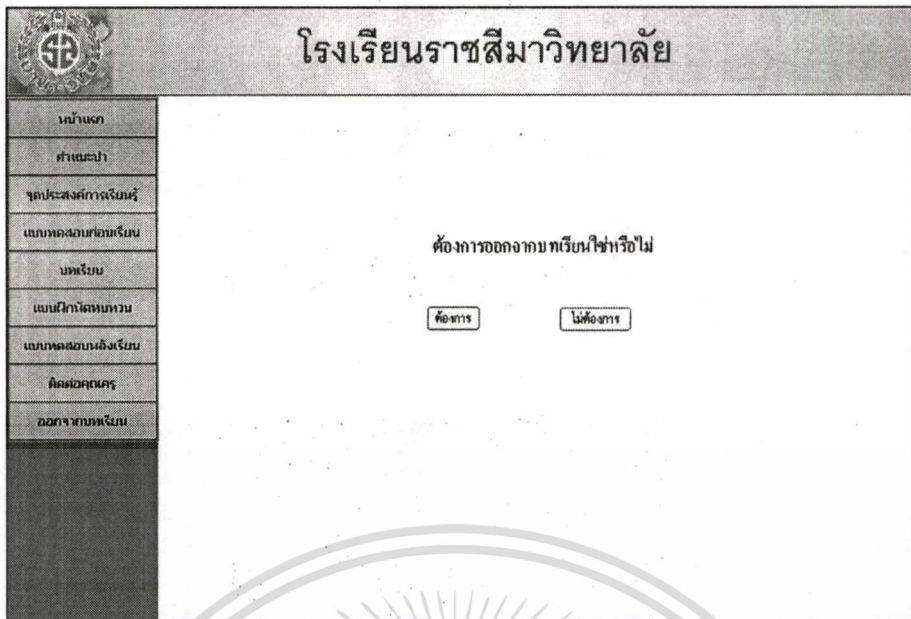 โรงเรียนราชสีมาวิทยาลัย
หน้าแรก
คำแนะนำ
จุดประสงค์การเรียนรู้
แบบทดสอบก่อนเรียน
บทเรียน
แบบฝึกหัดทบทวน
แบบทดสอบหลังเรียน
ติดต่อคุณครู
ออกจากบทเรียน
ต้องการออกจากบทเรียนใช่หรือไม่
ต้องการ
ไม่ต้องการ